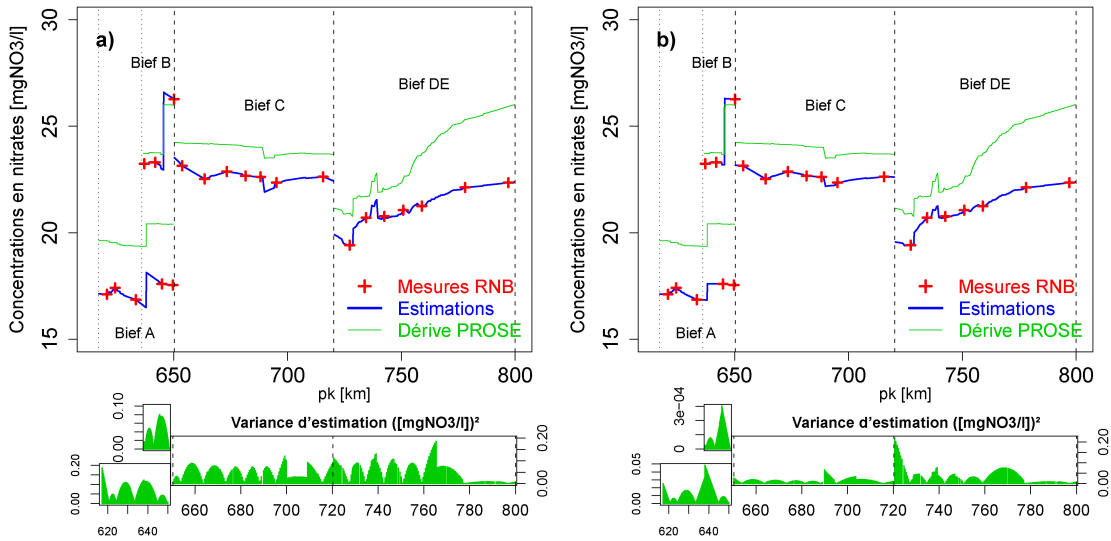 a)
Concentrations en nitrates [mgNO3/l]
30
25
20
15
Bief B
Bief C
Bief DE
Bief A
Mesures RNB
Estimations
Dérive PROSE
650
700
750
800
pk [km]
Variance d'estimation ([mgNO3/l])²
0.10
0.00
0.20
0.00
620
640
0.20
0.00
660
680
700
720
740
760
780
800
b)
Concentrations en nitrates [mgNO3/l]
30
25
20
15
Bief B
Bief C
Bief DE
Bief A
Mesures RNB
Estimations
Dérive PROSE
650
700
750
800
pk [km]
Variance d'estimation ([mgNO3/l])²
3e-04
0
0.05
0.00
620
640
0.20
0.00
660
680
700
720
740
760
780
800